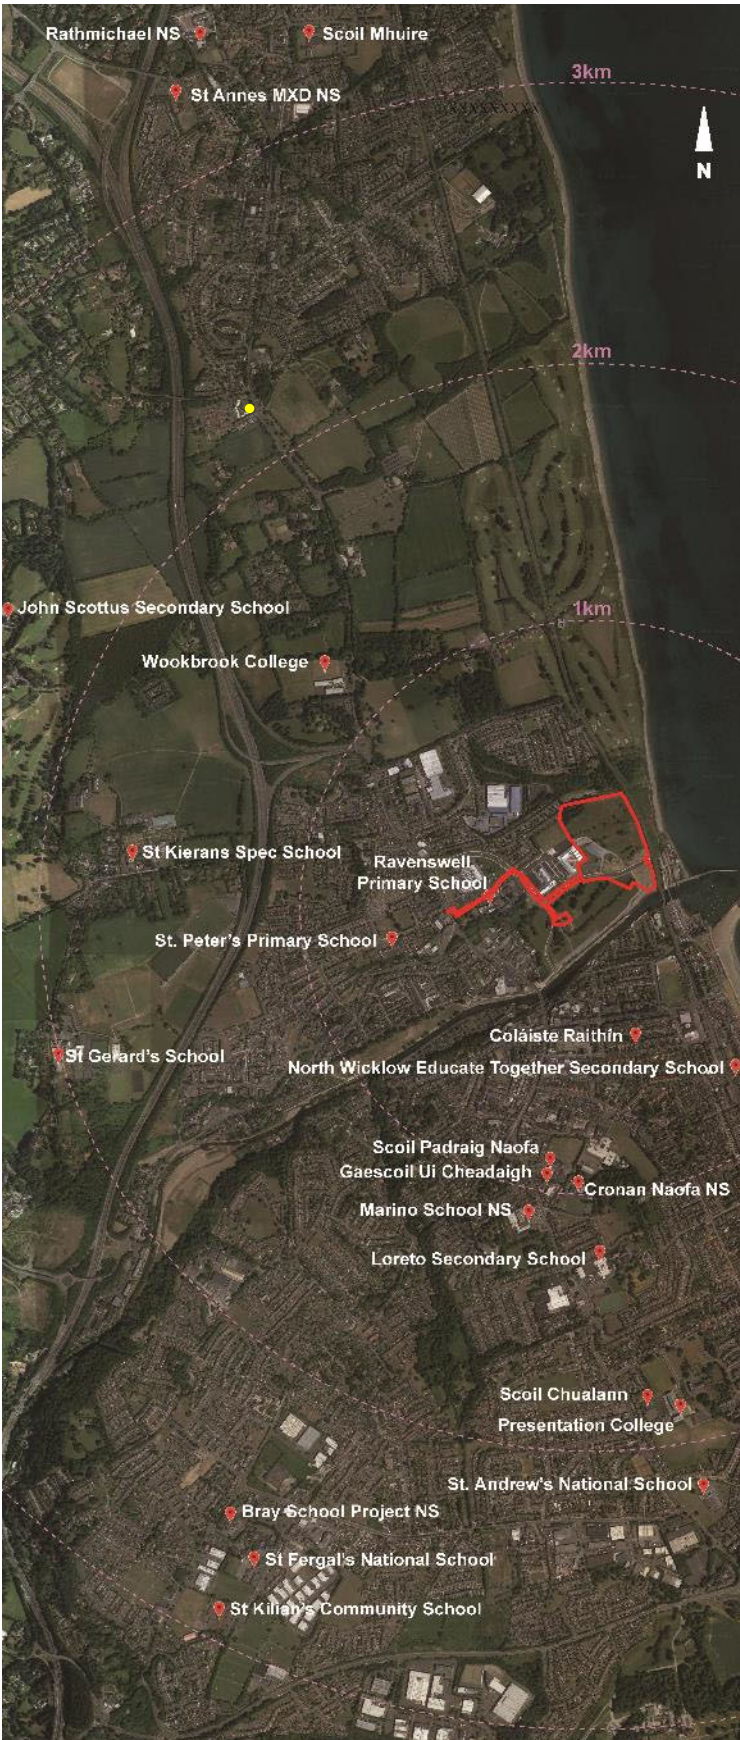 Rathmichael NS
Scoil Mhuire
3km
St Annes MXD NS
XXXXXXXXX
N
2km
1km
John Scottus Secondary School
Wookbrook College
St Kierans Spec School
Ravenswell
Primary School
St. Peter's Primary School
Coláiste Raithín
St Gerard's School
North Wicklow Educate Together Secondary School
Scoil Padraig Naofa
Gaescoil Ui Cheadaigh
Cronan Naofa NS
Marino School NS
Loreto Secondary School
Scoil Chualann
Presentation College
St. Andrew's National School
Bray School Project NS
St Fergal's National School
St Kilian's Community School